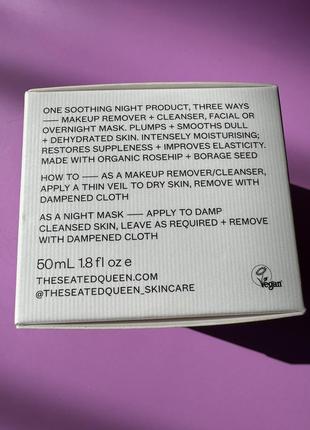 ONE SOOTHING NIGHT PRODUCT, THREE WAYS
— MAKEUP REMOVER + CLEANSER, FACIAL OR
OVERNIGHT MASK. PLUMPS + SMOOTHS DULL
+ DEHYDRATED SKIN. INTENSELY MOISTURISING;
RESTORES SUPPLENESS + IMPROVES ELASTICITY.
MADE WITH ORGANIC ROSEHIP + BORAGE SEED
HOW TO — AS A MAKEUP REMOVER/CLEANSER,
APPLY A THIN VEIL TO DRY SKIN, REMOVE WITH
DAMPENED CLOTH
AS A NIGHT MASK — APPLY TO DAMP
CLEANSED SKIN, LEAVE AS REQUIRED + REMOVE
WITH DAMPENED CLOTH
50mL 1.8 fl oz e
THESEATEDQUEEN.COM
@THESEATEDQUEEN_SKINCARE
Vegan